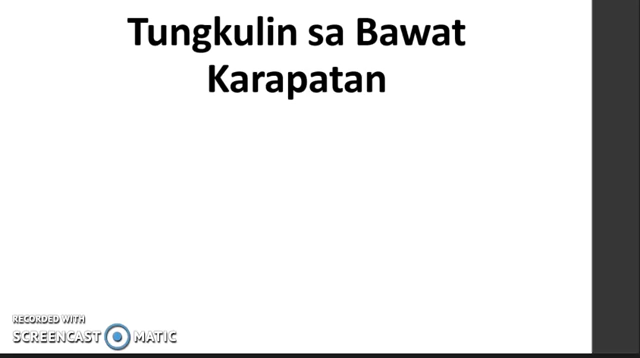 Tungkulin sa Bawat
Karapatan
RECORDED WITH
SCREENCAST MATIC